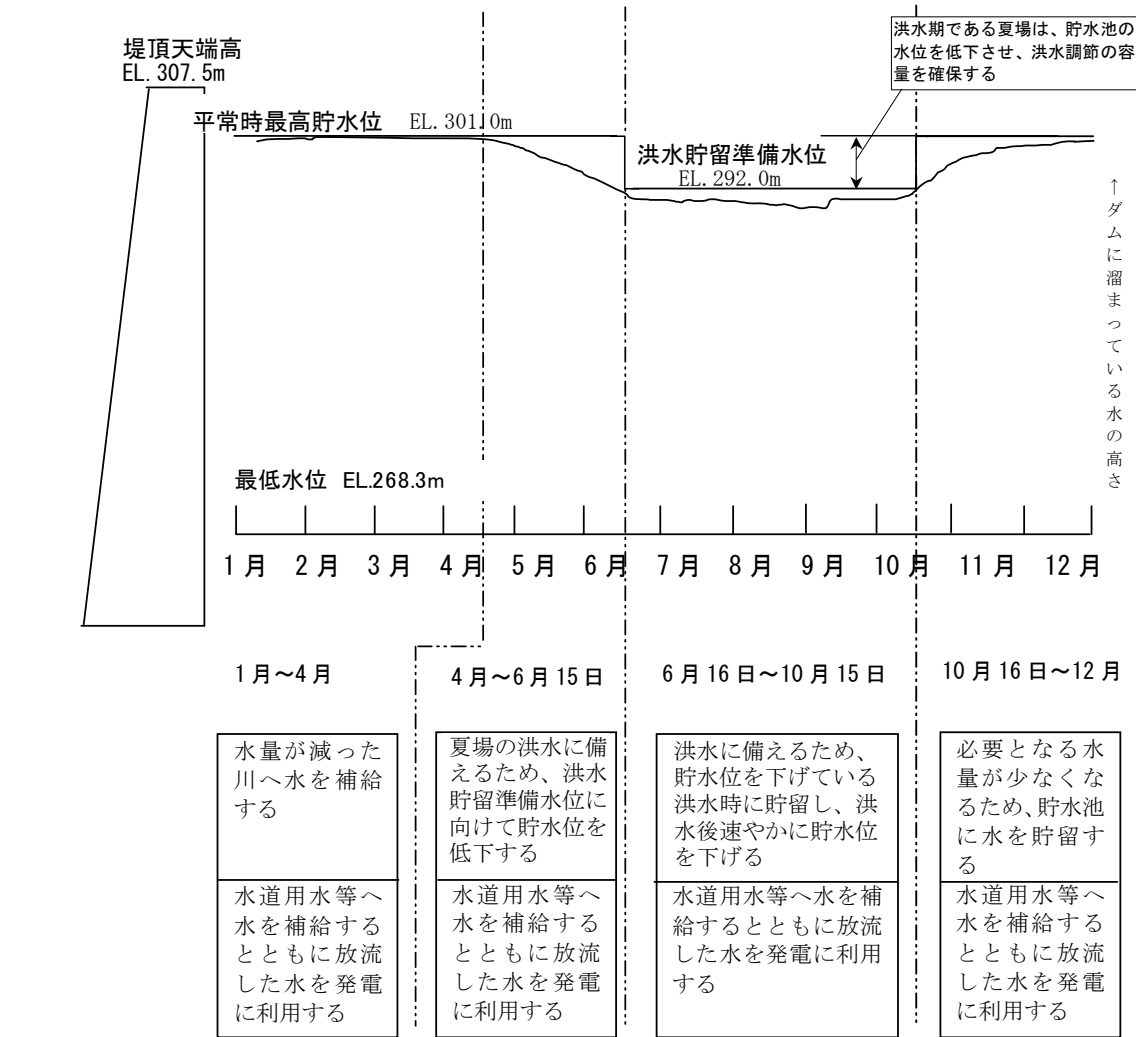 洪水期である夏場は、貯水池の
水位を低下させ、洪水調節の容
量を確保する
堤頂天端高
EL.307.5m
平常時最高貯水位 EL.301.0m
洪水貯留準備水位
EL.292.0m
↑ダムに溜まっている水の高さ
最低水位 EL.268.3m
1月 2月 3月 4月 5月 6月 7月 8月 9月 10月 11月 12月
1月～4月
水量が減った
川へ水を補給
する
水道用水等へ
水を補給する
とともに放流
した水を発電
に利用する
4月～6月15日
夏場の洪水に備
えるため、洪水
貯留準備水位に
向けて貯水位を
低下する
水道用水等へ
水を補給する
とともに放流
した水を発電
に利用する
6月16日～10月15日
洪水に備えるため、
貯水位を下げている
洪水時に貯留し、洪
水後速やかに貯水位
を下げる
水道用水等へ水を補
給するとともに放流
した水を発電に利用
する
10月16日～12月
必要となる水
量が少なくな
るため、貯水池
に水を貯留す
る
水道用水等へ
水を補給する
とともに放流
した水を発電
に利用する